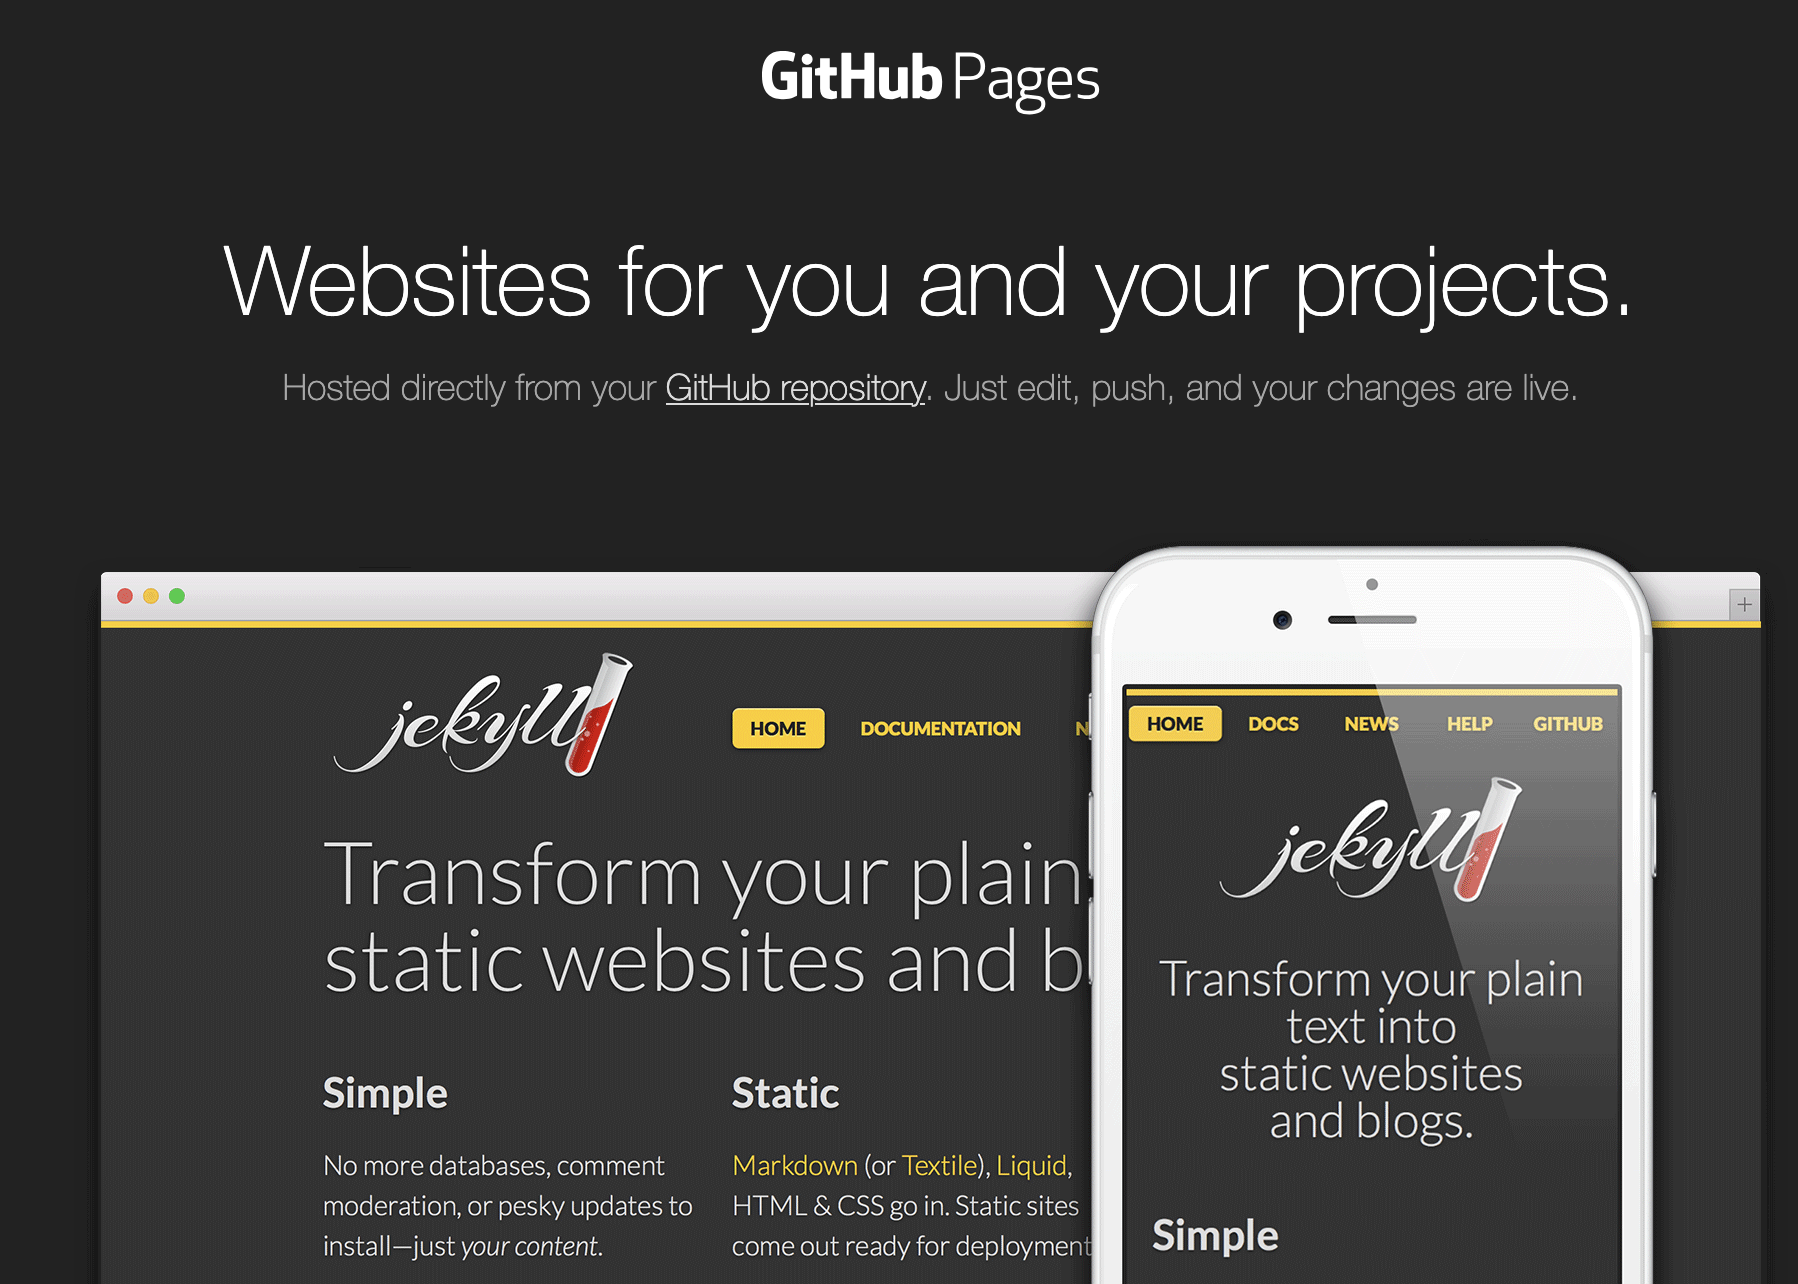 GitHub Pages
Websites for you and your projects.
Hosted directly from your GitHub repository. Just edit, push, and your changes are live.
jekyll
HOME DOCUMENTATION
Transform your plain
static websites and
Simple
No more databases, comment
moderation, or pesky updates to
install—just your content.
Static
Markdown (or Textile), Liquid,
HTML & CSS go in. Static sites
come out ready for deployment
HOME DOCS NEWS HELP GITHUB
jekyll
Transform your plain
text into
static websites
and blogs.
Simple